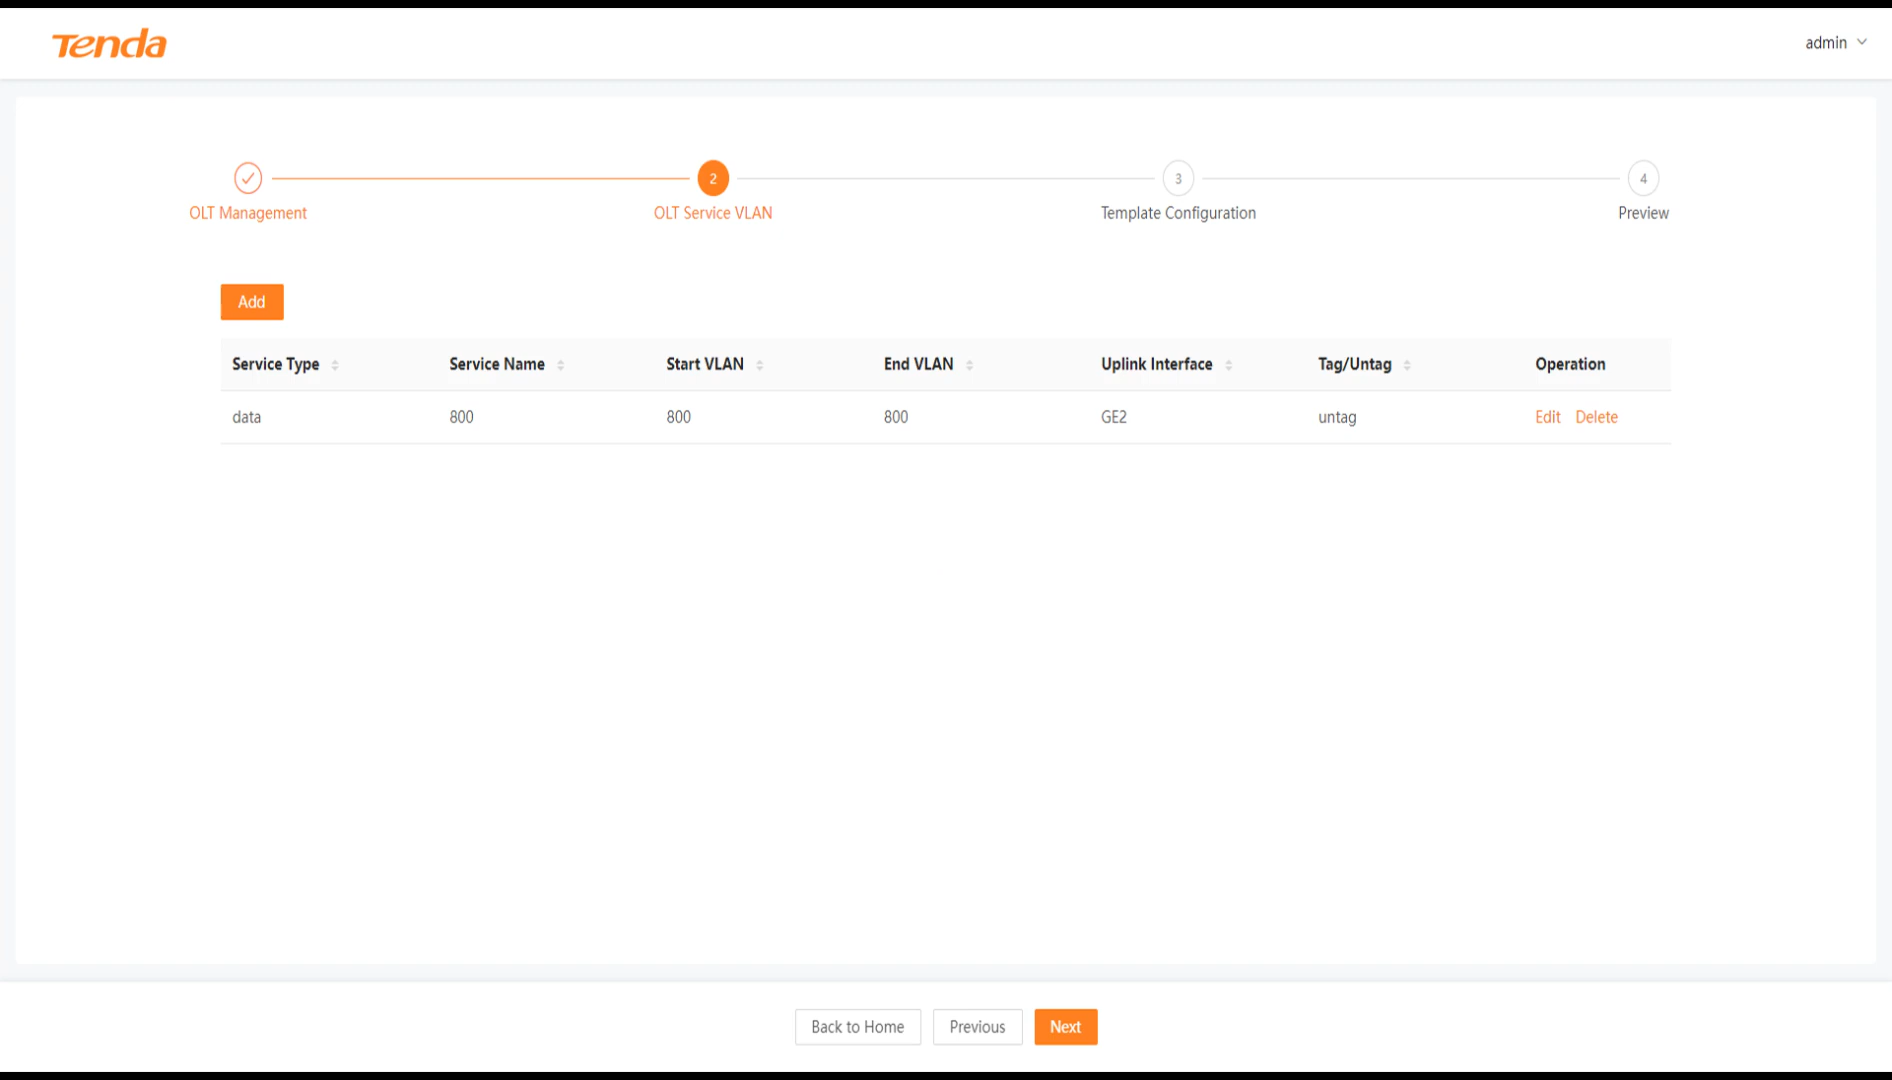 Tenda
admin
2
3
4
OLT Management
OLT Service VLAN
Template Configuration
Preview
Add
Service Type Service Name Start VLAN End VLAN Uplink Interface Tag/Untag Operation
data 800 800 800 GE2 untag Edit Delete
Back to Home Previous Next